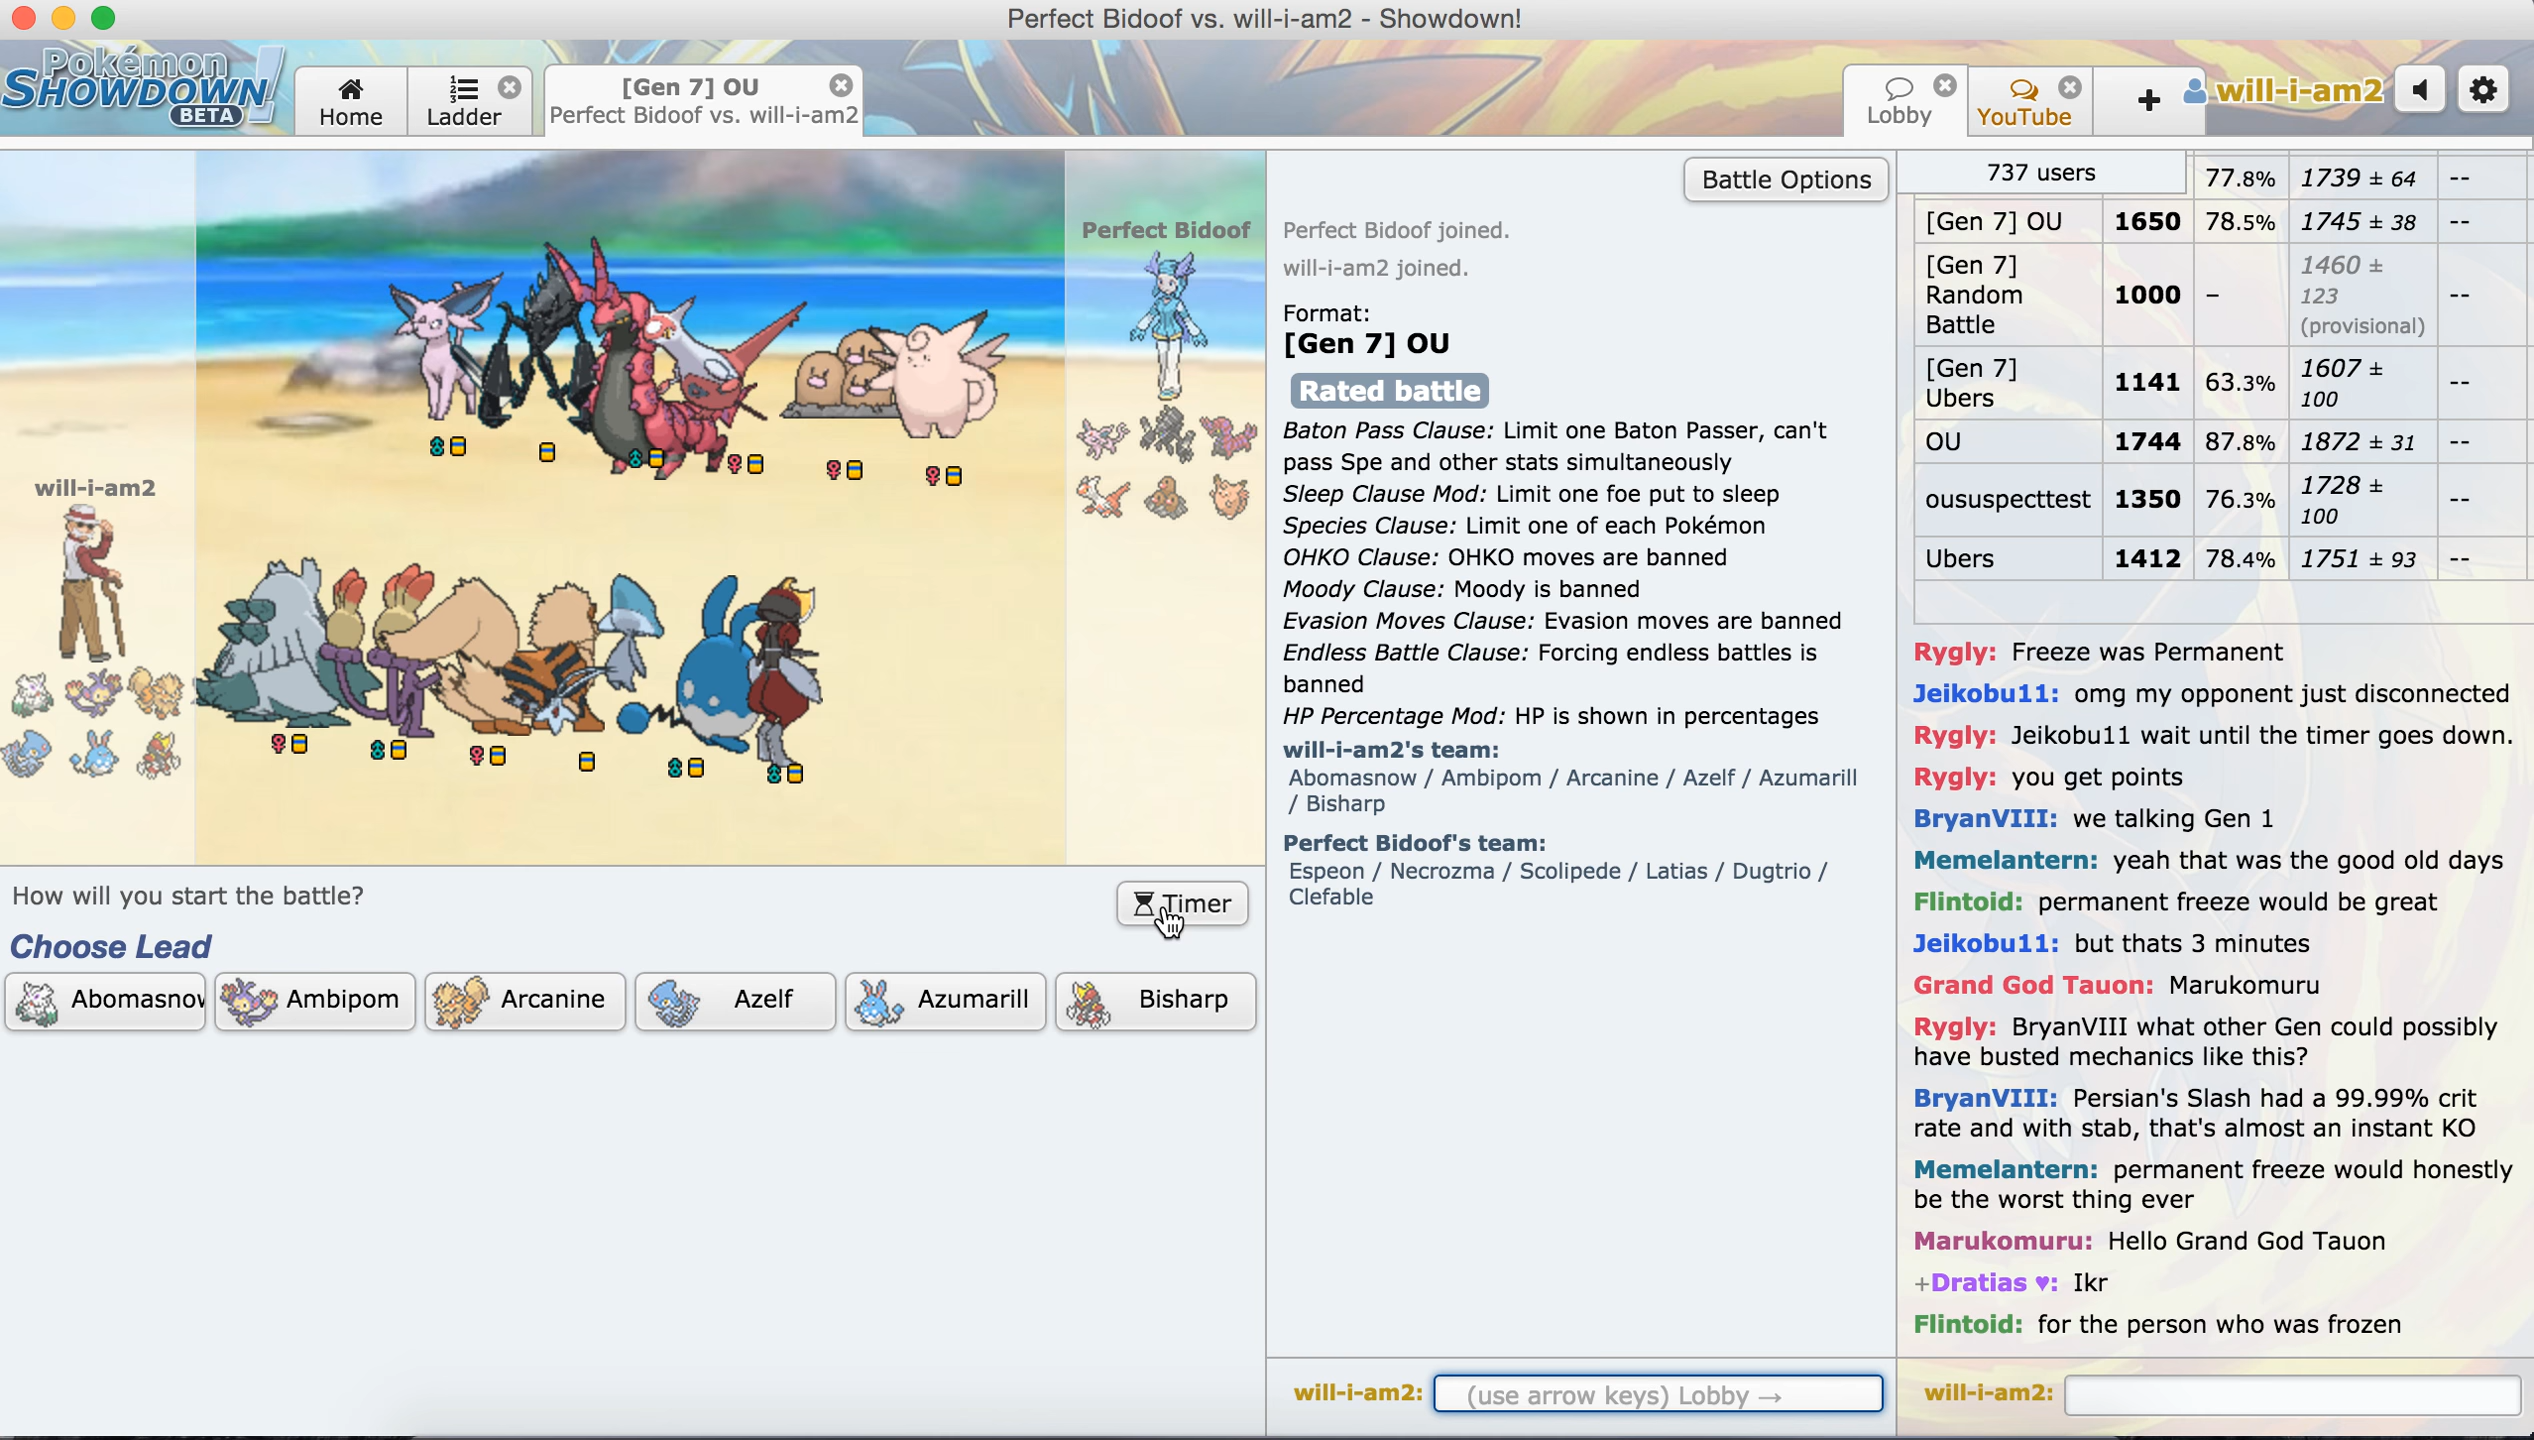 Perfect Bidoof vs. will-i-am2 - Showdown!
Pokémon
SHOWDOWN!
BETA
Home
Ladder
[Gen 7] OU
Perfect Bidoof vs. will-i-am2
Lobby
YouTube
+
will-i-am2
Perfect Bidoof
will-i-am2
How will you start the battle?
Timer
Choose Lead
Abomasnow
Ambipom
Arcanine
Azelf
Azumarill
Bisharp
Battle Options
Perfect Bidoof joined.
will-i-am2 joined.
Format:
[Gen 7] OU
Rated battle
Baton Pass Clause: Limit one Baton Passer, can't
pass Spe and other stats simultaneously
Sleep Clause Mod: Limit one foe put to sleep
Species Clause: Limit one of each Pokémon
OHKO Clause: OHKO moves are banned
Moody Clause: Moody is banned
Evasion Moves Clause: Evasion moves are banned
Endless Battle Clause: Forcing endless battles is
banned
HP Percentage Mod: HP is shown in percentages
will-i-am2's team:
Abomasnow / Ambipom / Arcanine / Azelf / Azumarill
/ Bisharp
Perfect Bidoof's team:
Espeon / Necrozma / Scolipede / Latias / Dugtrio /
Clefable
will-i-am2: (use arrow keys) Lobby →
737 users
77.8% 1739 ± 64 --
[Gen 7] OU 1650 78.5% 1745 ± 38 --
[Gen 7]
Random
Battle
1000 –
1460 ±
123
(provisional)
--
[Gen 7]
Ubers
1141 63.3%
1607 ±
100
--
OU 1744 87.8% 1872 ± 31 --
oususpecttest 1350 76.3%
1728 ±
100
--
Ubers 1412 78.4% 1751 ± 93 --
Rygly: Freeze was Permanent
Jeikobu11: omg my opponent just disconnected
Rygly: Jeikobu11 wait until the timer goes down.
Rygly: you get points
BryanVIII: we talking Gen 1
Memelantern: yeah that was the good old days
Flintoid: permanent freeze would be great
Jeikobu11: but thats 3 minutes
Grand God Tauon: Marukomuru
Rygly: BryanVIII what other Gen could possibly
have busted mechanics like this?
BryanVIII: Persian's Slash had a 99.99% crit
rate and with stab, that's almost an instant KO
Memelantern: permanent freeze would honestly
be the worst thing ever
Marukomuru: Hello Grand God Tauon
+Dratias ♥: Ikr
Flintoid: for the person who was frozen
will-i-am2: